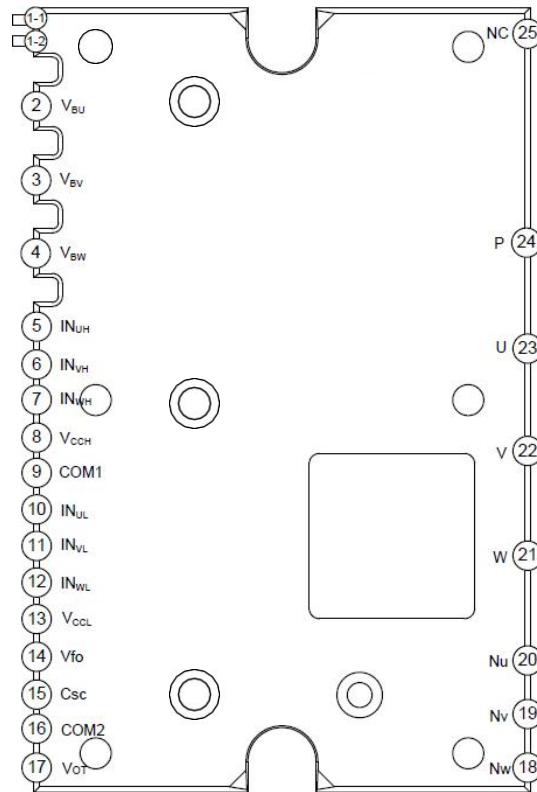 1-1
1-2
2 VBU
3 VBV
4 VBW
5 INUH
6 INVH
7 INWH
8 VCCH
9 COM1
10 INUL
11 INVL
12 INWL
13 VCCL
14 Vfo
15 Csc
16 COM2
17 VOT
NC 25
P 24
U 23
V 22
W 21
Nu 20
Nv 19
Nw 18